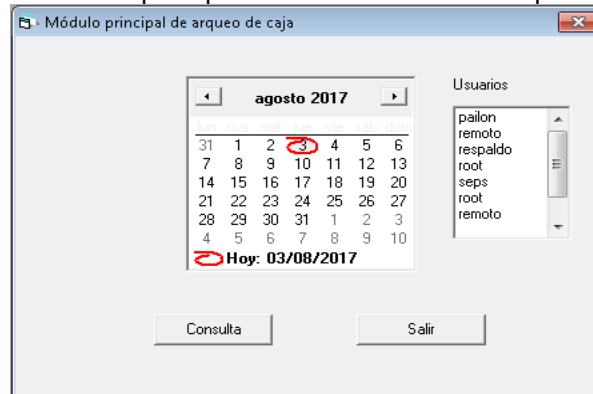 Módulo principal de arqueo de caja
agosto 2017
lun mar mié jue vie sáb dom
31 1 2 3 4 5 6
7 8 9 10 11 12 13
14 15 16 17 18 19 20
21 22 23 24 25 26 27
28 29 30 31 1 2 3
4 5 6 7 8 9 10
Hoy: 03/08/2017
Usuarios
pailon
remoto
respaldo
root
seps
root
remoto
Consulta
Salir